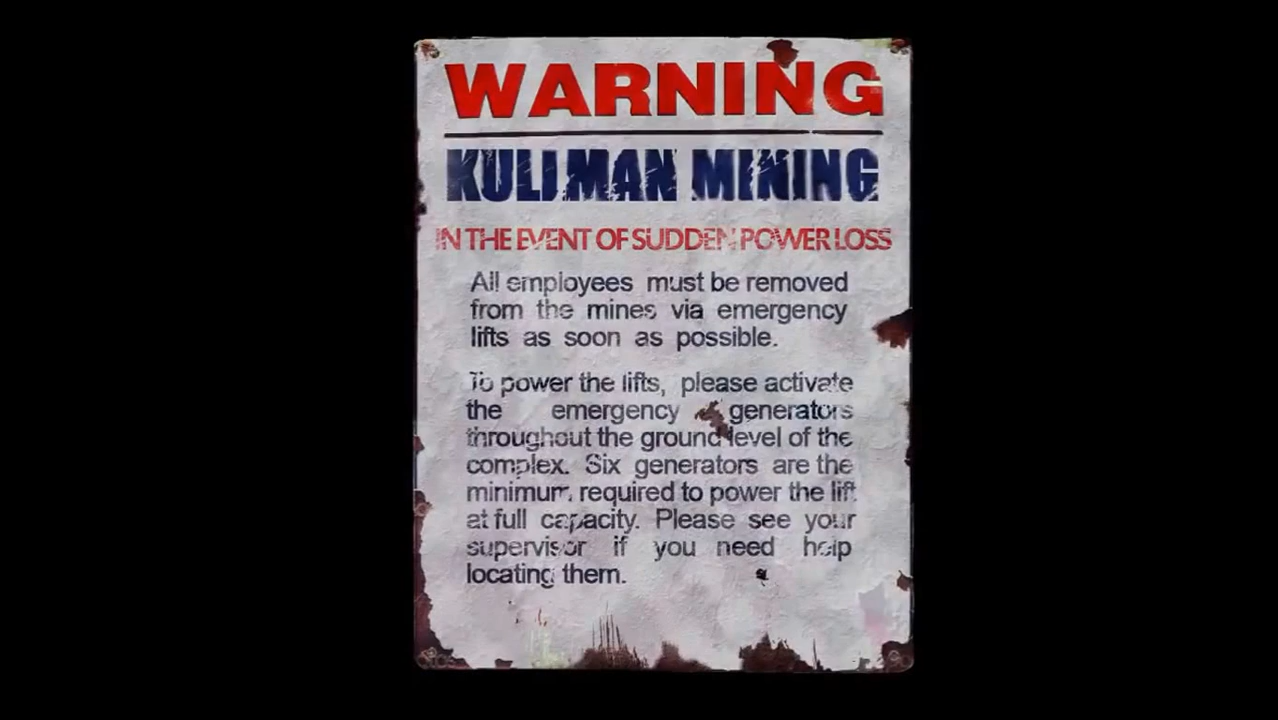 WARNING
KULLMAN MINING
IN THE EVENT OF SUDDEN POWER LOSS
All employees must be removed
from the mines via emergency
lifts as soon as possible.
To power the lifts, please activate
the emergency generators
throughout the ground level of the
complex. Six generators are the
minimum required to power the lift
at full capacity. Please see your
supervisor if you need help
locating them.